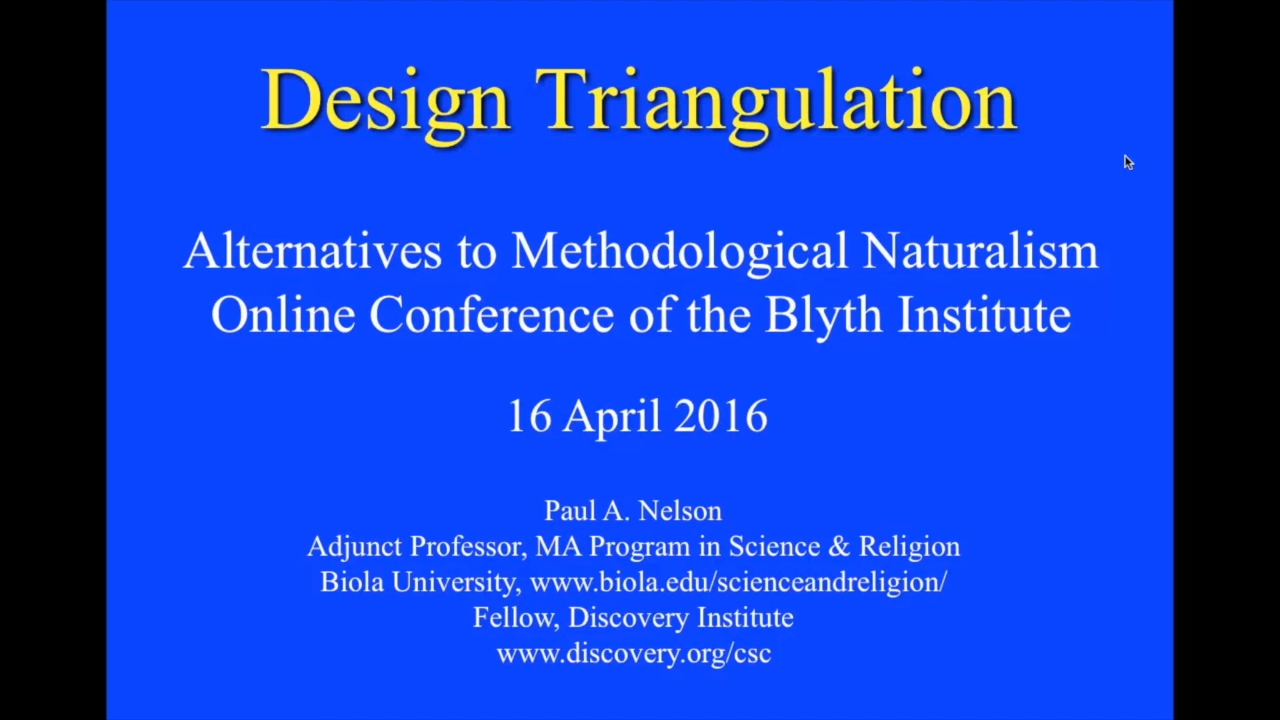 Design Triangulation
Alternatives to Methodological Naturalism
Online Conference of the Blyth Institute
16 April 2016
Paul A. Nelson
Adjunct Professor, MA Program in Science & Religion
Biola University, www.biola.edu/scienceandreligion/
Fellow, Discovery Institute
www.discovery.org/csc